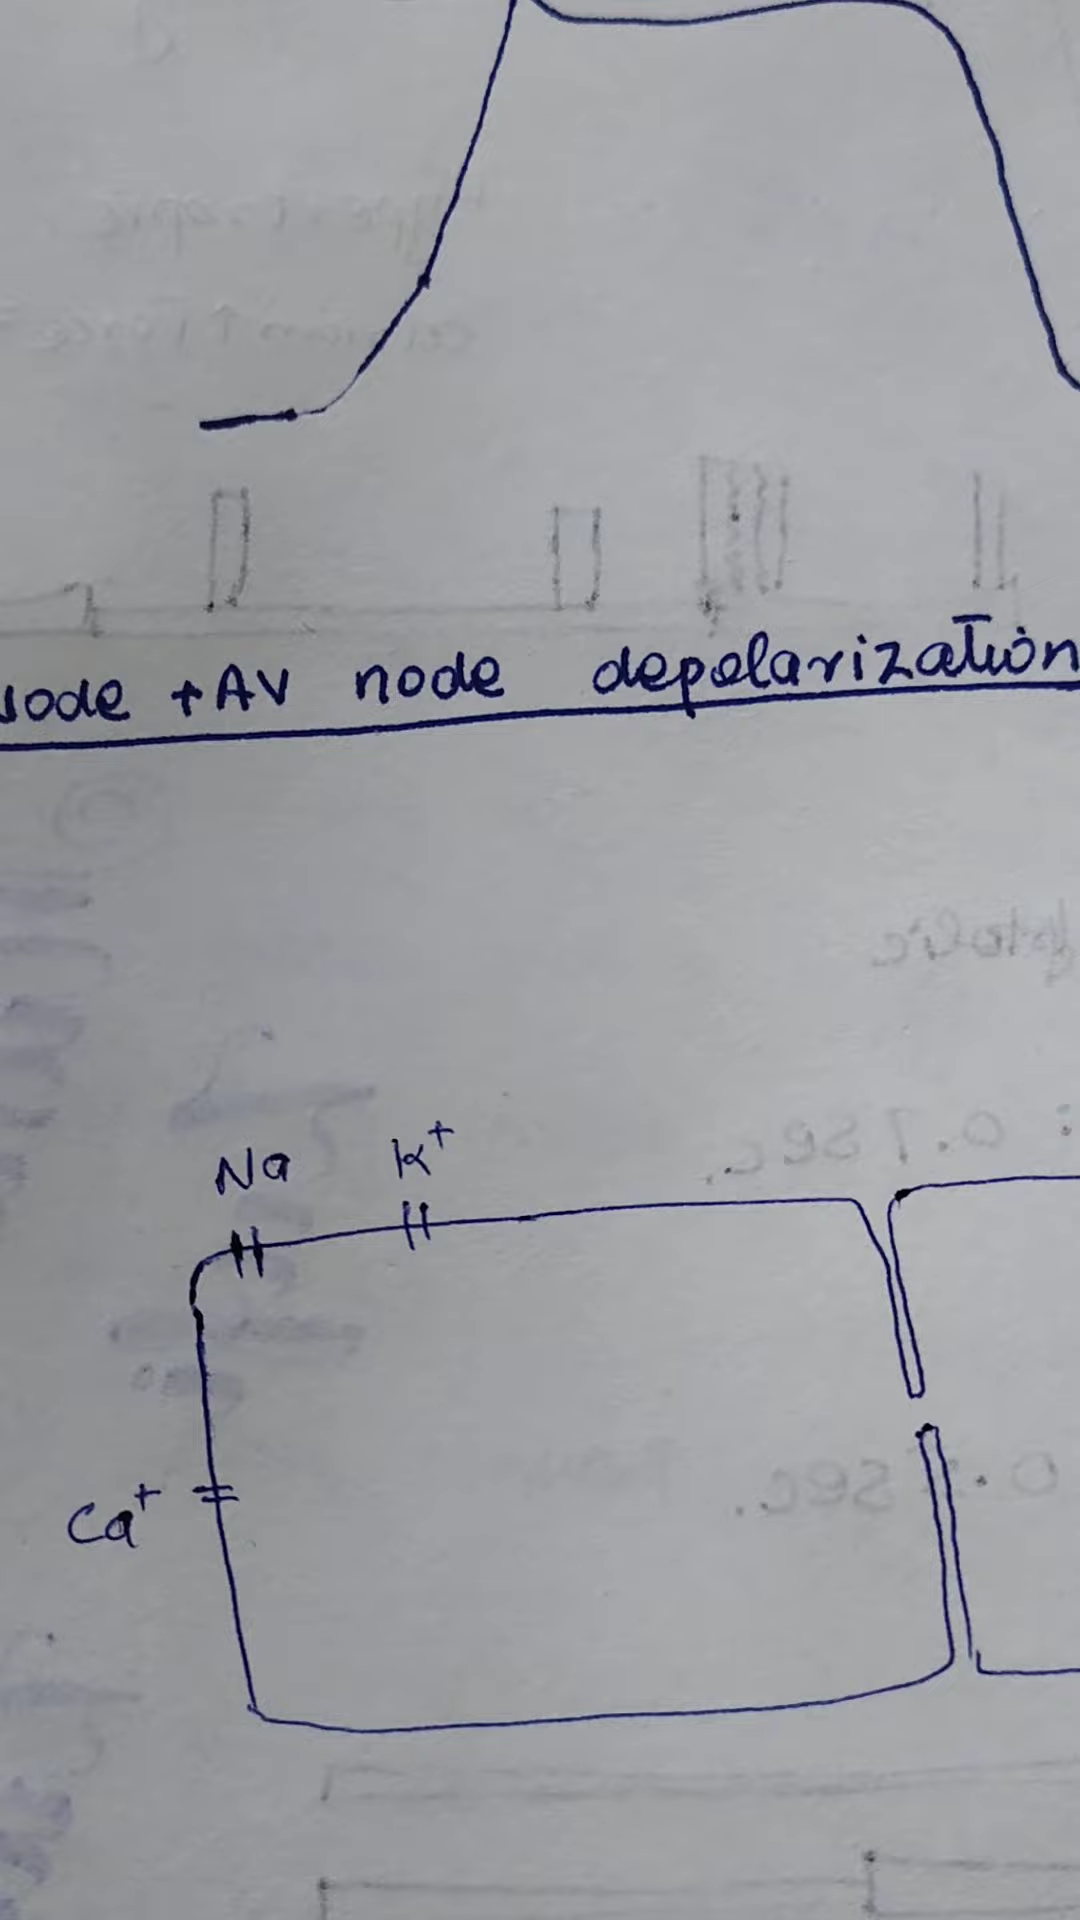 node + AV node depolarization
Na K+
Ca+